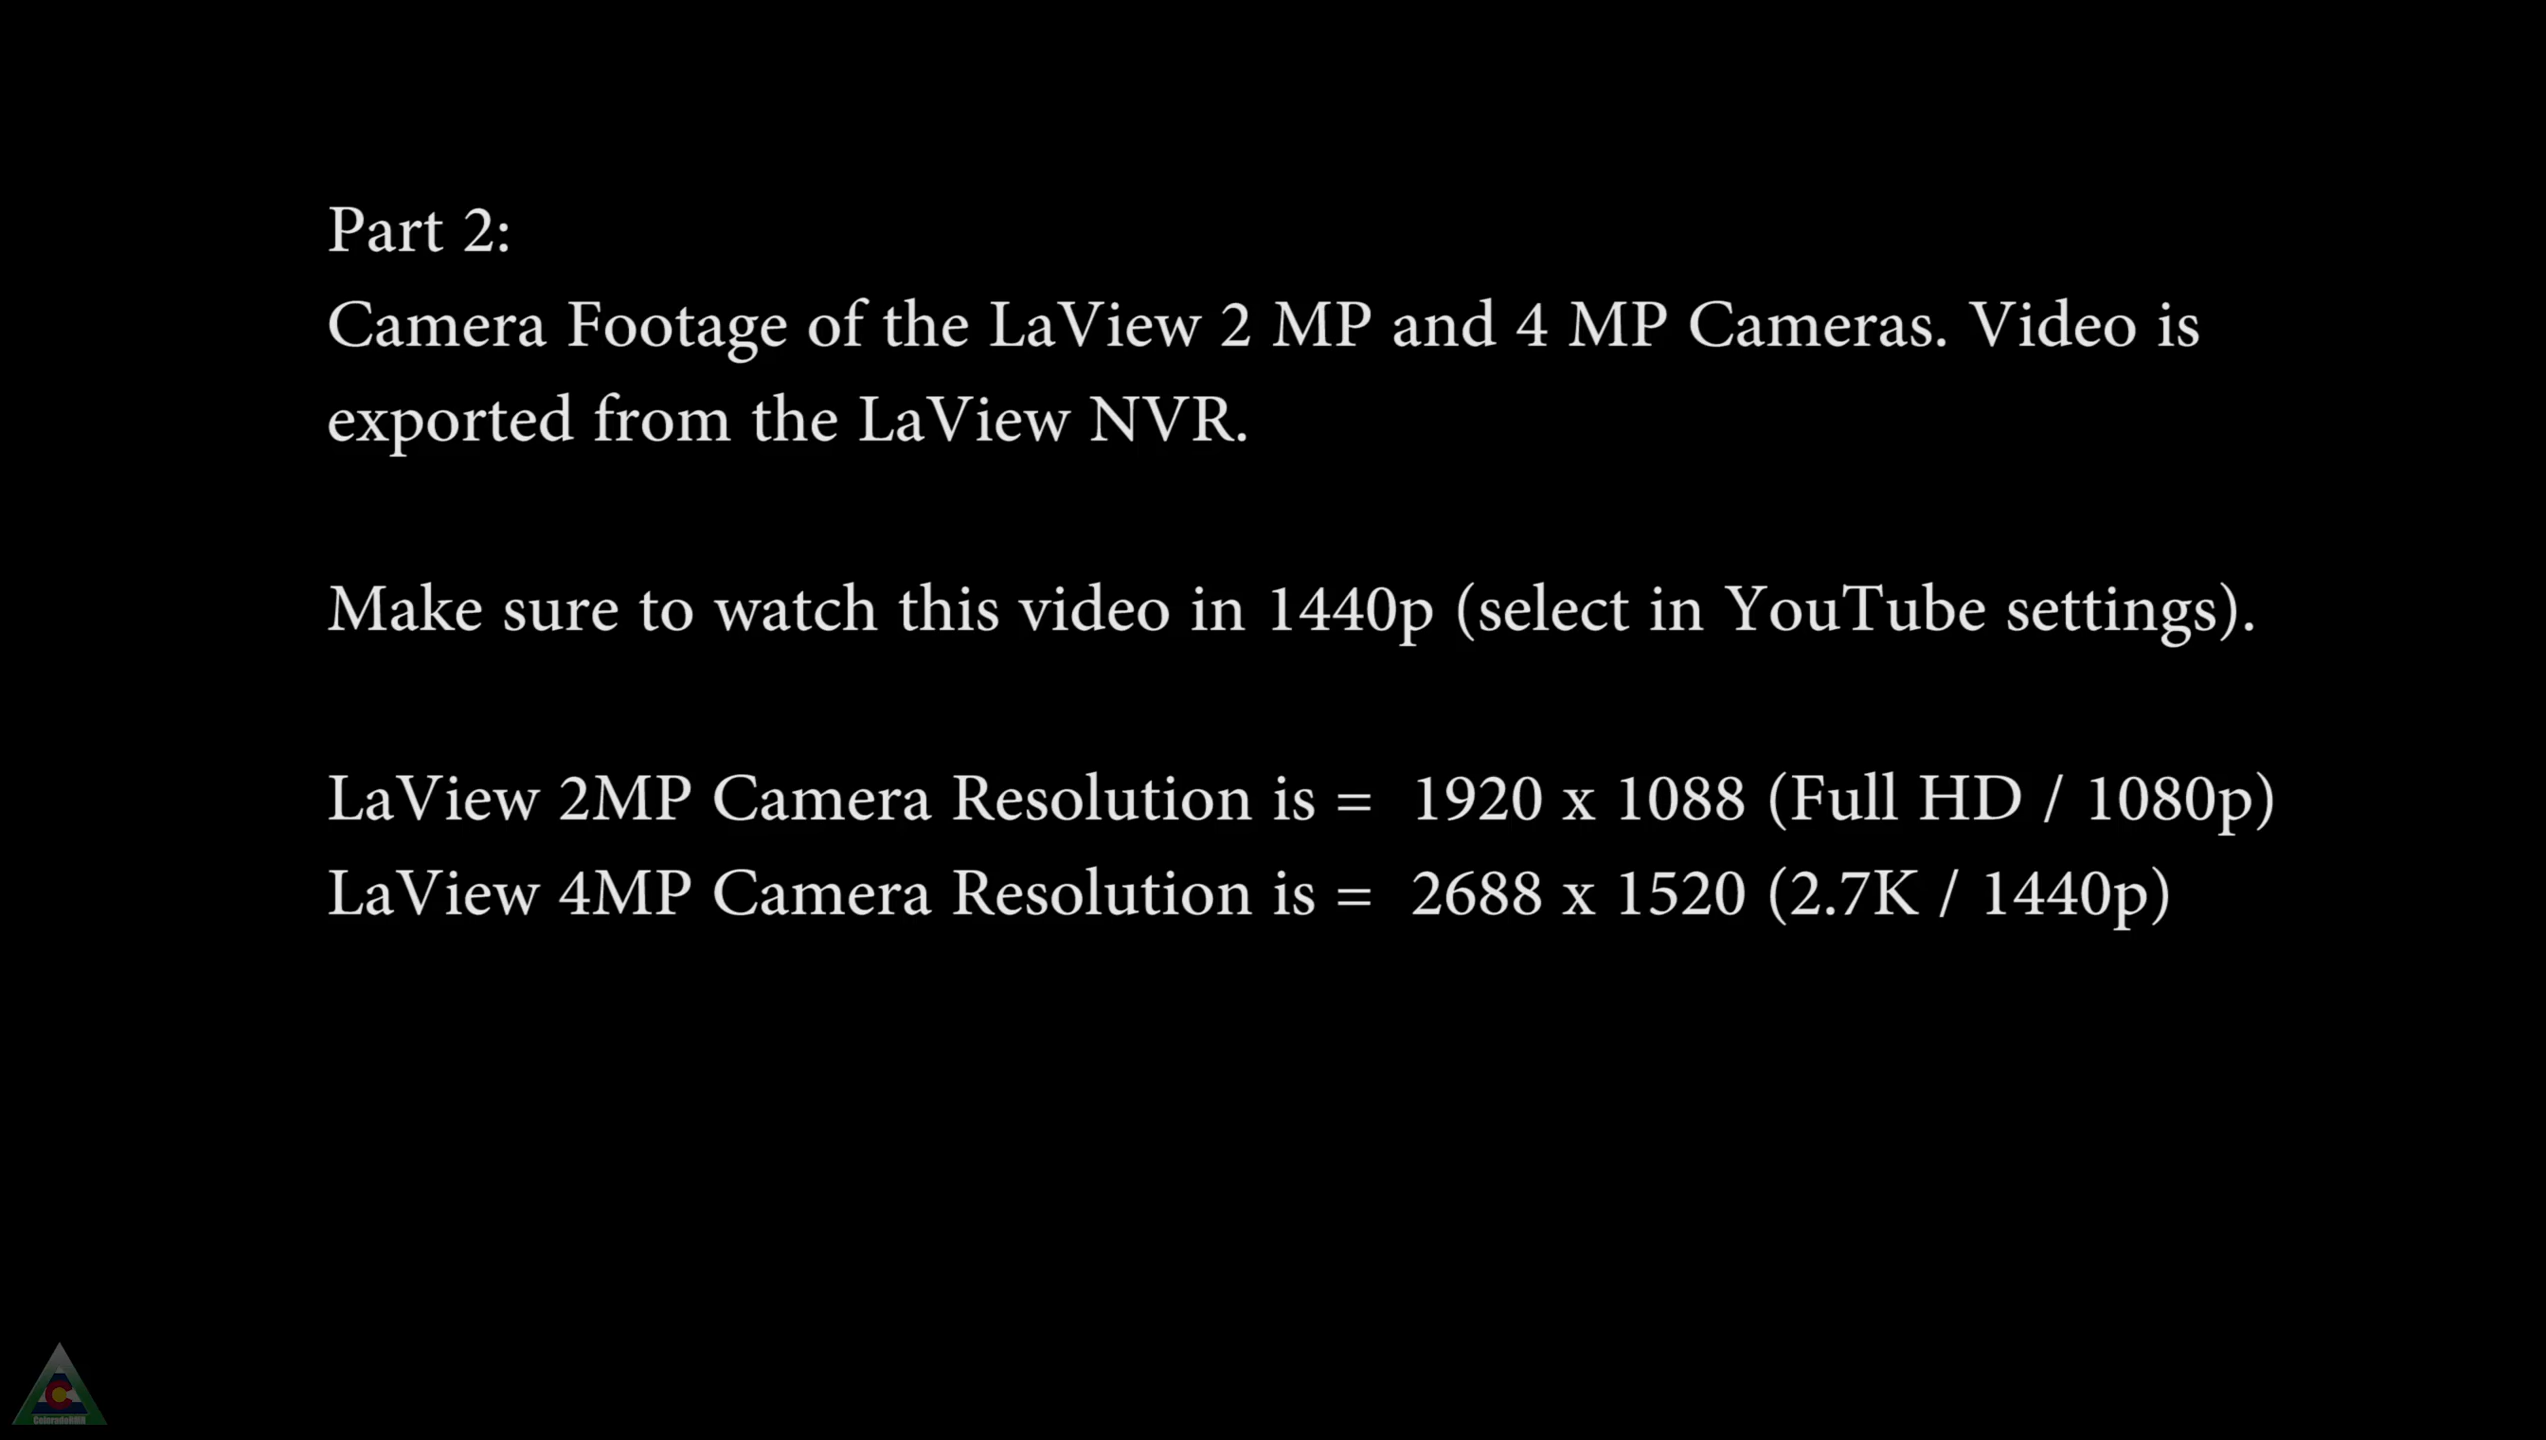 Part 2:
Camera Footage of the LaView 2 MP and 4 MP Cameras. Video is
exported from the LaView NVR.
Make sure to watch this video in 1440p (select in YouTube settings).
LaView 2MP Camera Resolution is =  1920 x 1088 (Full HD / 1080p)
LaView 4MP Camera Resolution is =  2688 x 1520 (2.7K / 1440p)